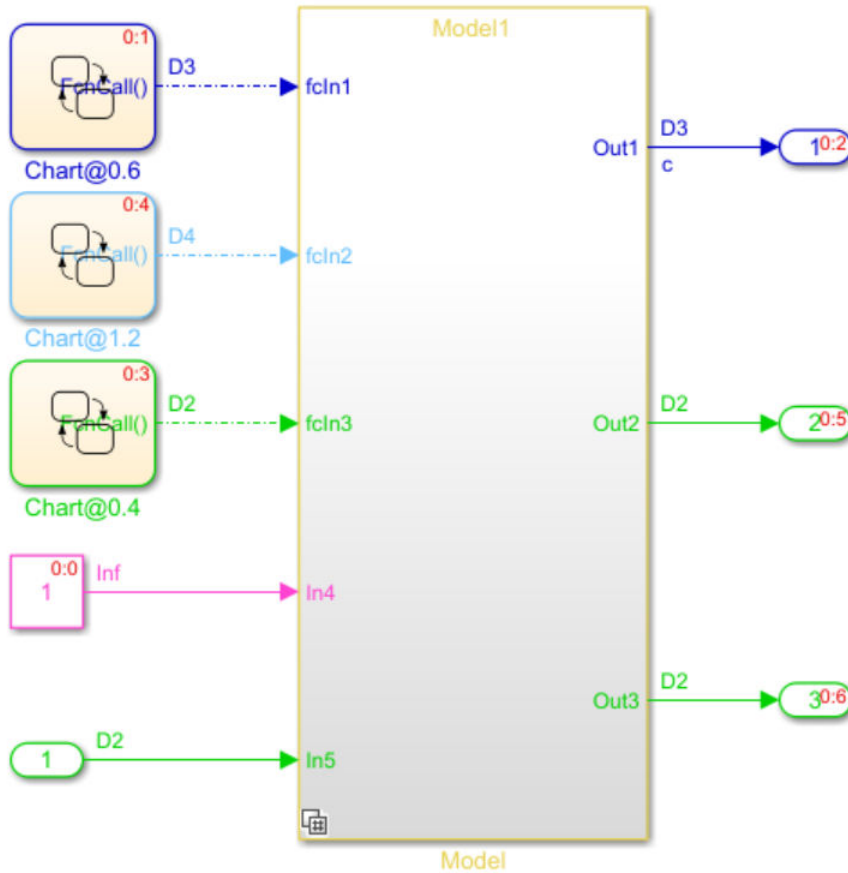 Model1
0:1
FcnCall()
D3
fcIn1
Chart@0.6
Out1
D3
c
1
0:2
0:4
FcnCall()
D4
fcIn2
Chart@1.2
0:3
FcnCall()
D2
fcIn3
Chart@0.4
Out2
D2
2
0:5
0:0
1
Inf
In4
Out3
D2
3
0:6
1
D2
In5
Model